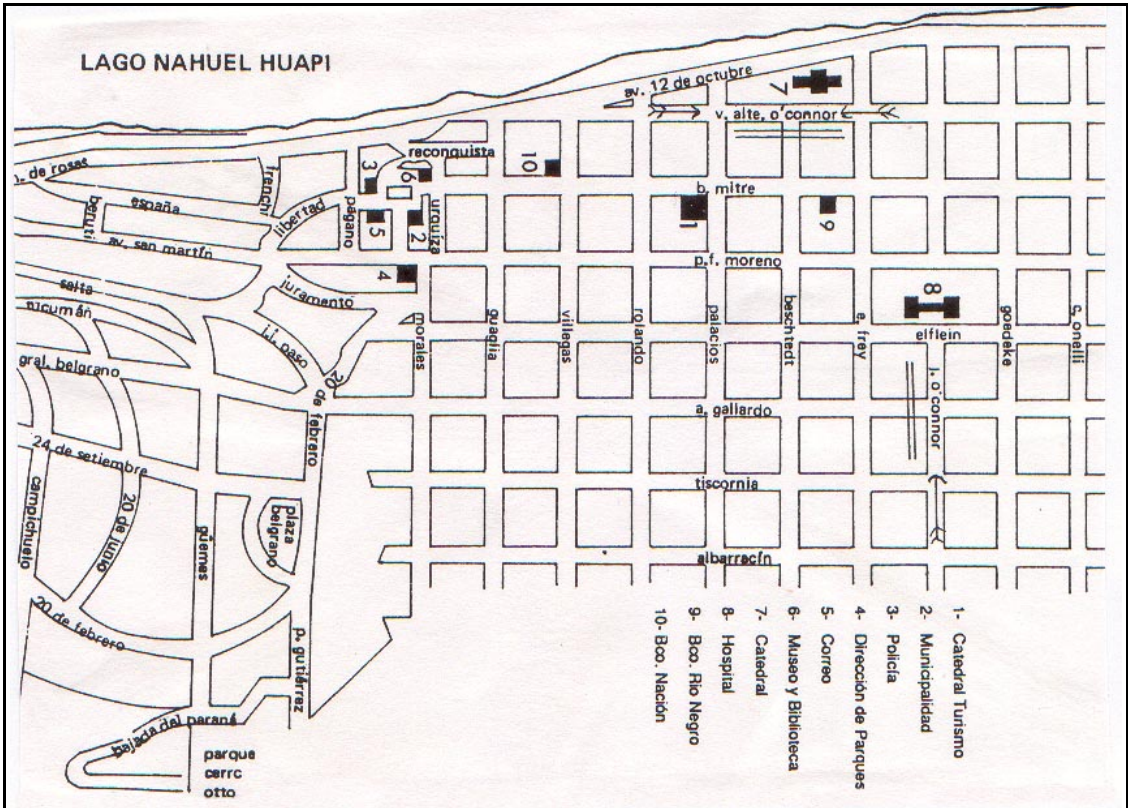 LAGO NAHUEL HUAPI
av. 12 de octubre
7
v. alte. o'connor
reconquista
10
3
6
frenchi
de rosas
b. mitre
españa
beruti
libertad
pagano
urquiza
5
2
1
9
av. san martín
p.f. moreno
4
8
salta
juramento
tucumán
j.j. paso
morales
guaglia
villegas
rolando
palacios
beschtedt
e. frey
elflein
goedeke
c, onelli
gral. belgrano
20 de febrero
j. o'connor
a. gallardo
24 de setiembre
tiscornia
campichuelo
20 de junio
güemes
plaza
belgrano
albarracín
20 de febrero
p. gutiérrez
bajada del paraná
parque
cerrc
otto
1- Catedral Turismo
2- Municipalidad
3- Policía
4- Dirección de Parques
5- Correo
6- Museo y Biblioteca
7- Catedral
8- Hospital
9- Bco. Rio Negro
10- Bco. Nación